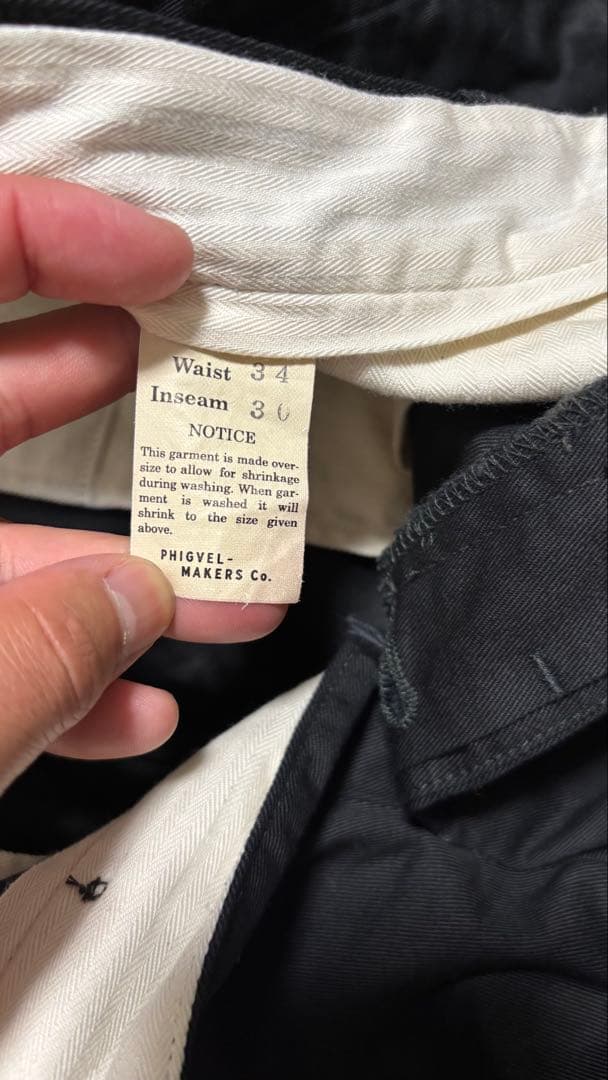 Waist 34
Inseam 30
NOTICE
This garment is made over-
size to allow for shrinkage
during washing. When gar-
ment is washed it will
shrink to the size given
above.
PHIGVEL-
MAKERS Co.